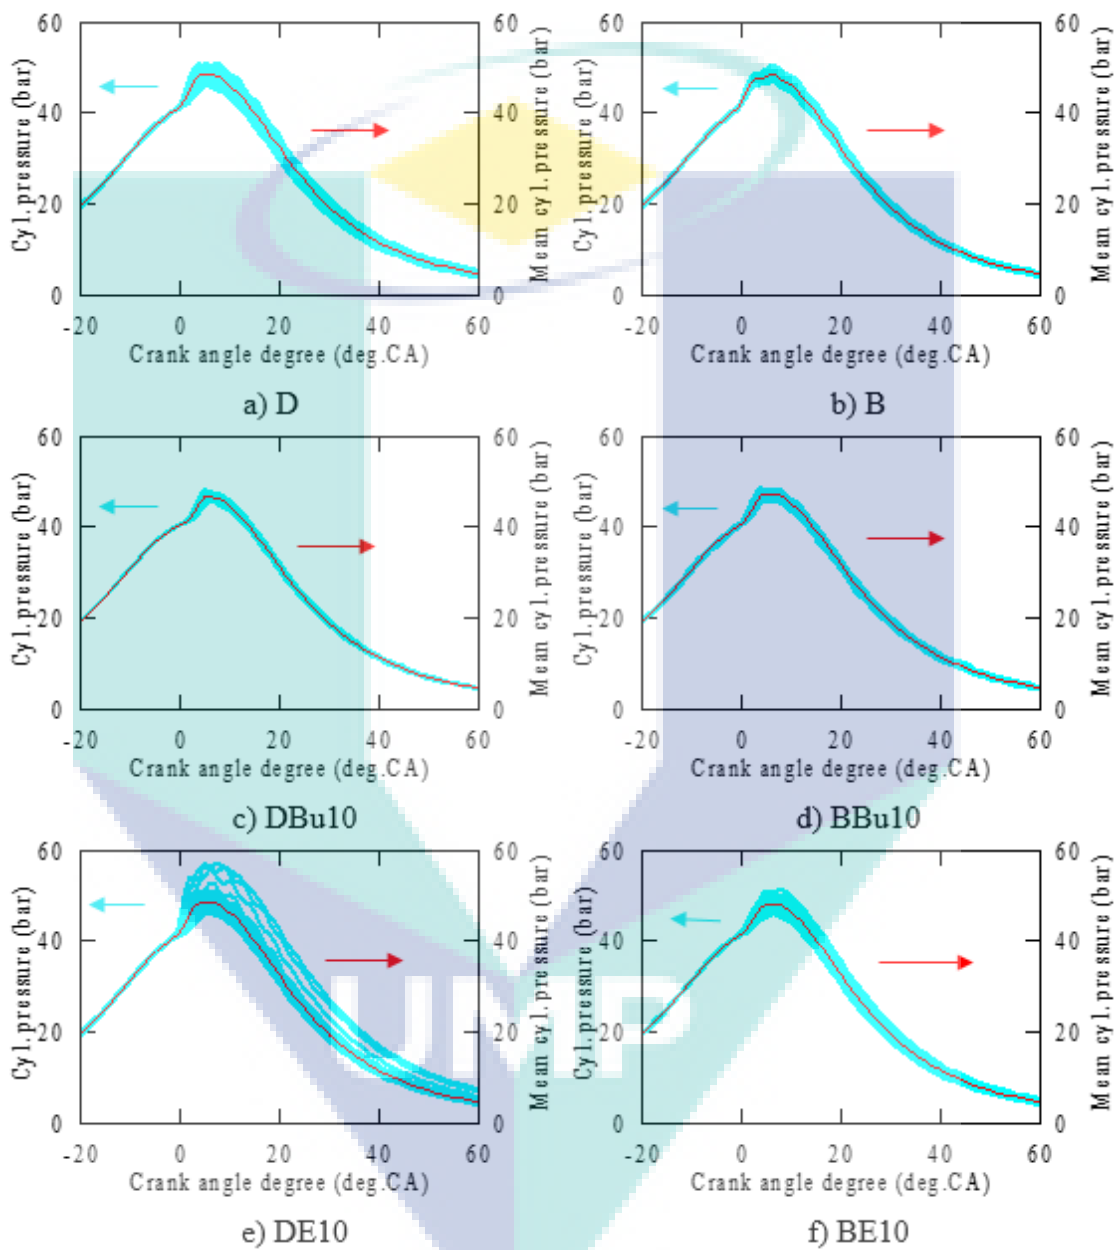 60 60 60 60
40 40 40 40
20 20 20 20
0 0 0 0
Cyl.pressure (bar)
Mean cyl.pressure (bar)
Cyl.pressure (bar)
Mean cyl.pressure (bar)
-20 0 20 40 60 -20 0 20 40 60
Crank angle degree (deg.CA) Crank angle degree (deg.CA)
a) D b) B
60 60 60 60
40 40 40 40
20 20 20 20
0 0 0 0
Cyl.pressure (bar)
Mean cyl.pressure (bar)
Cyl.pressure (bar)
Mean cyl.pressure (bar)
-20 0 20 40 60 -20 0 20 40 60
Crank angle degree (deg.CA) Crank angle degree (deg.CA)
c) DBu10 d) BBu10
60 60 60 60
40 40 40 40
20 20 20 20
0 0 0 0
Cyl.pressure (bar)
Mean cyl.pressure (bar)
Cyl.pressure (bar)
Mean cyl.pressure (bar)
UMP
-20 0 20 40 60 -20 0 20 40 60
Crank angle degree (deg.CA) Crank angle degree (deg.CA)
e) DE10 f) BE10